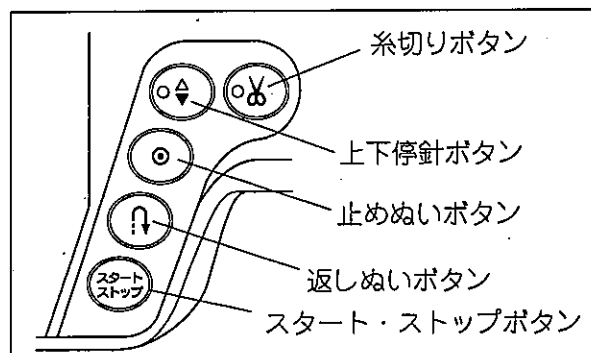 糸切りボタン
上下停針ボタン
止めぬいボタン
返しぬいボタン
スタート
ストップ
スタート・ストップボタン